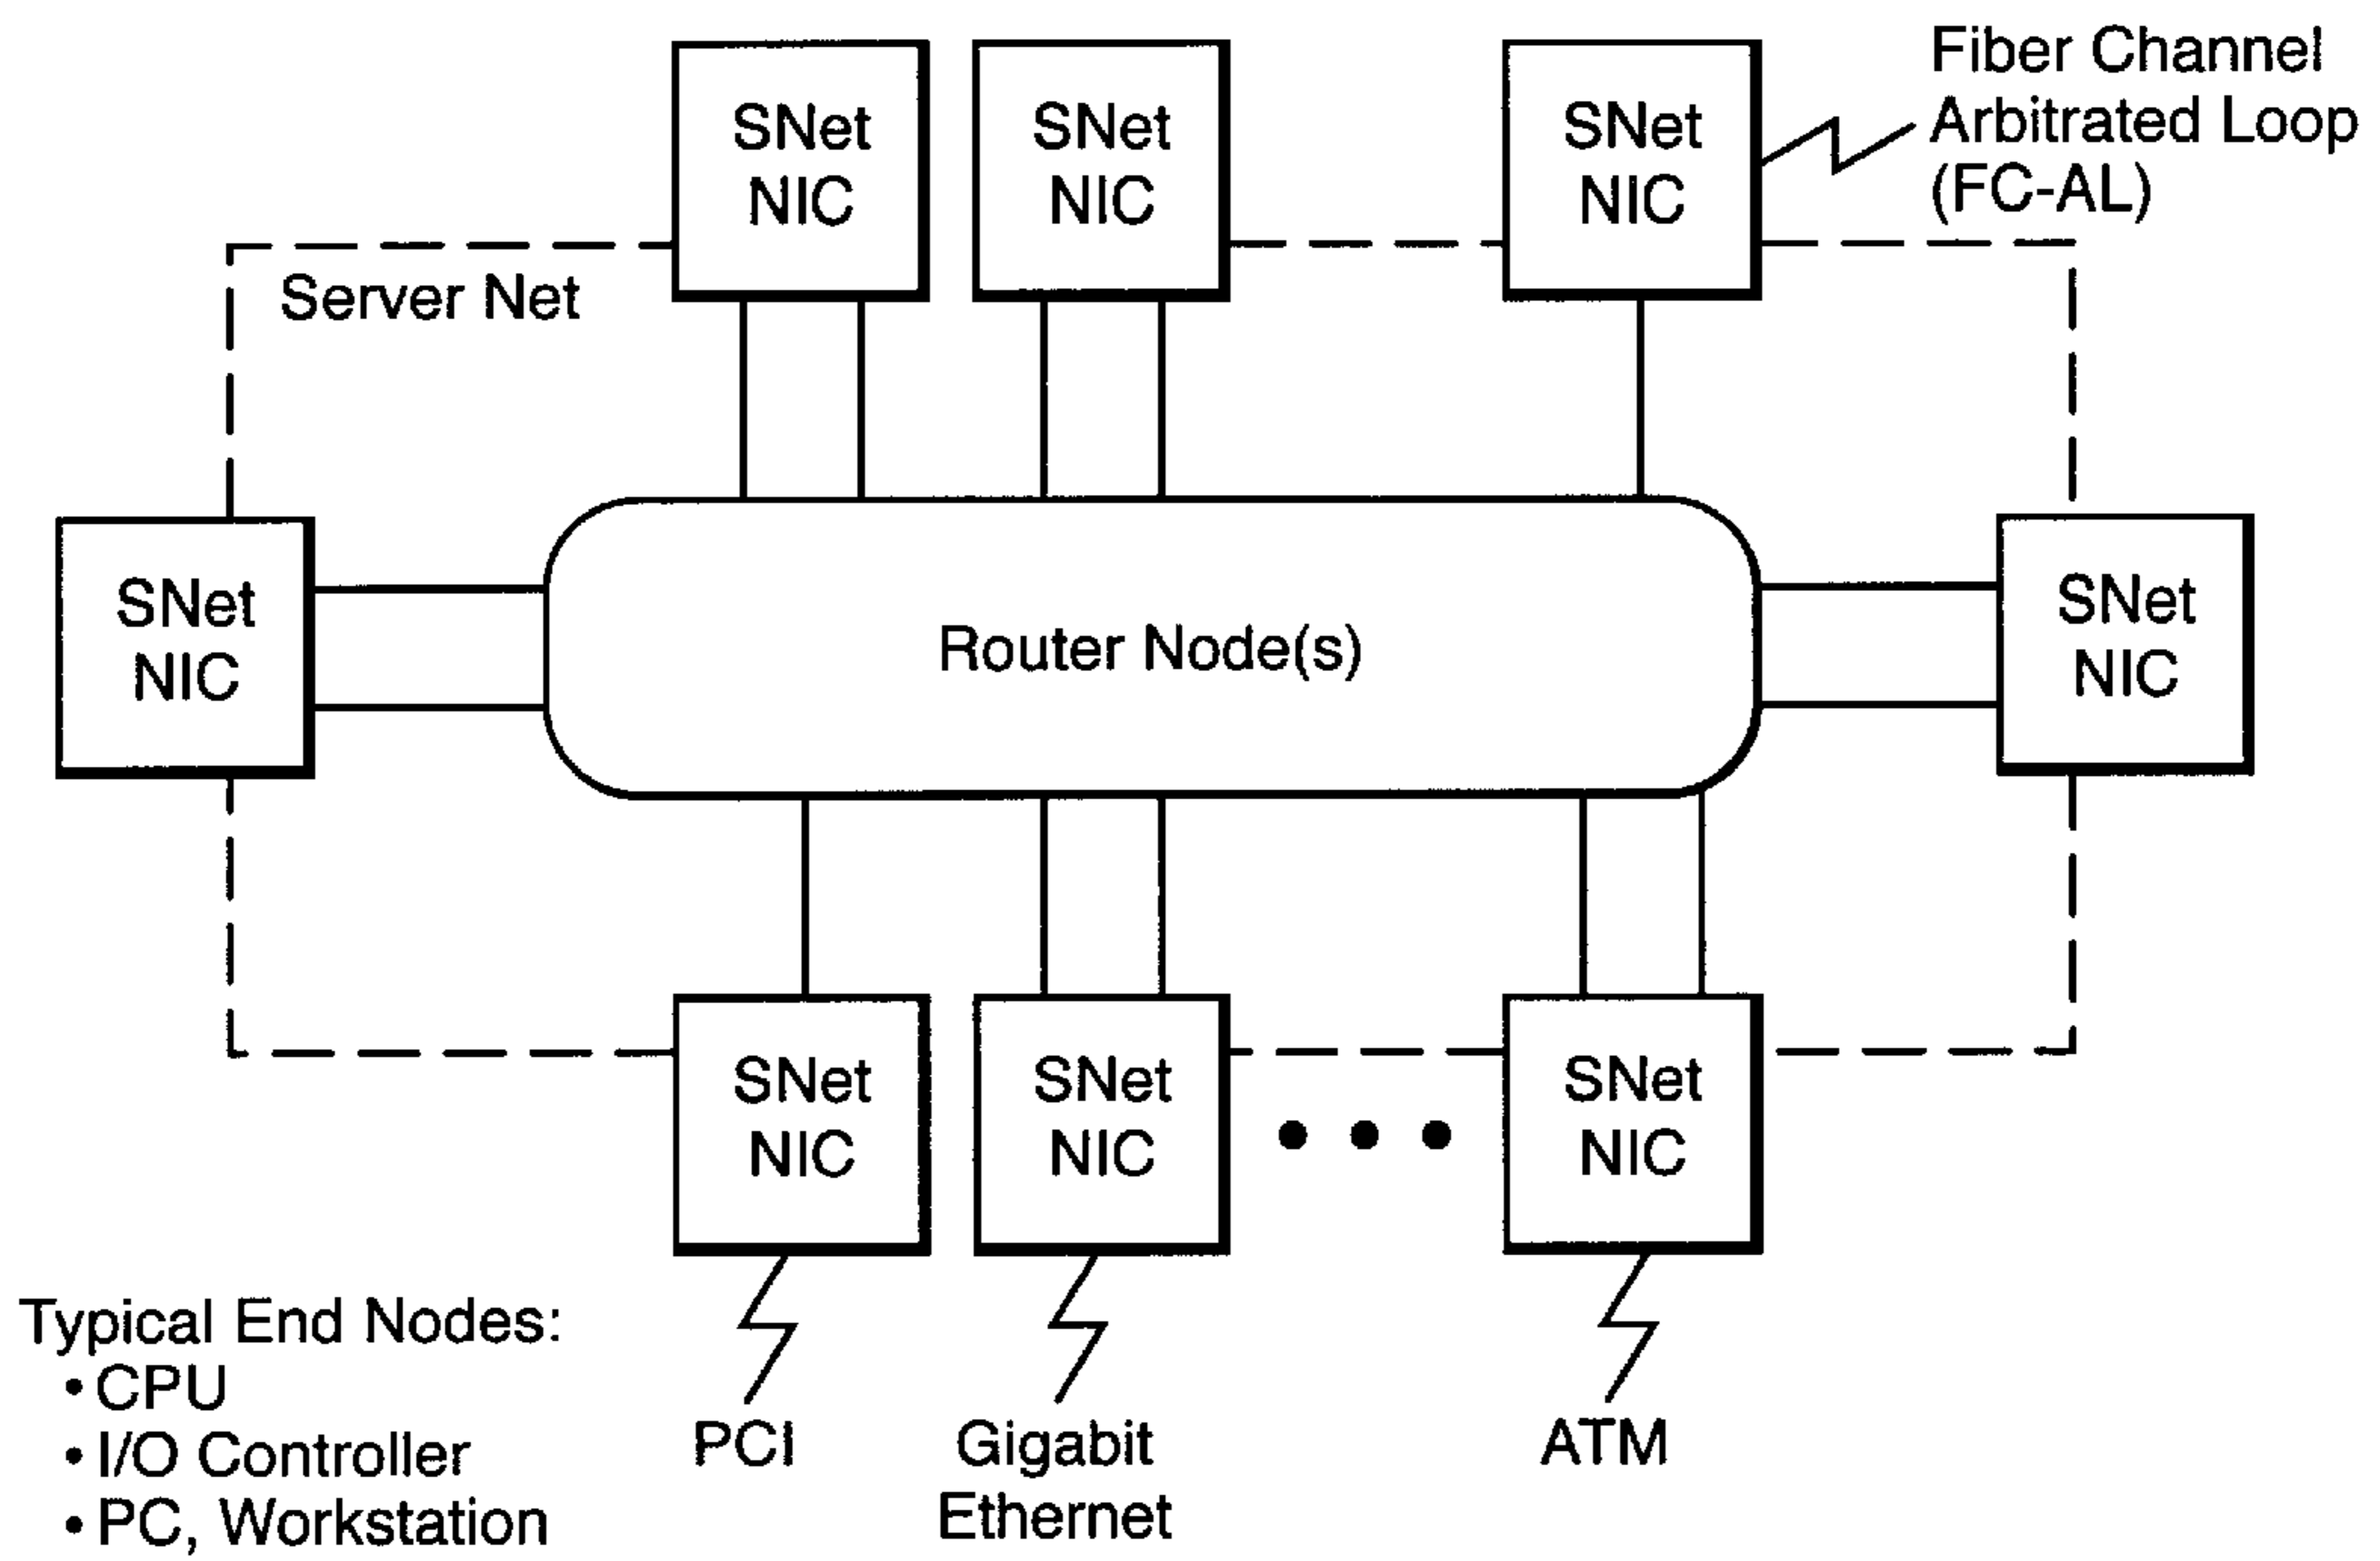 SNet
NIC
SNet
NIC
SNet
NIC
Fiber Channel
Arbitrated Loop
(FC-AL)
Server Net
SNet
NIC
Router Node(s)
SNet
NIC
SNet
NIC
SNet
NIC
SNet
NIC
Typical End Nodes:
• CPU
• I/O Controller
• PC, Workstation
PCI
Gigabit
Ethernet
ATM